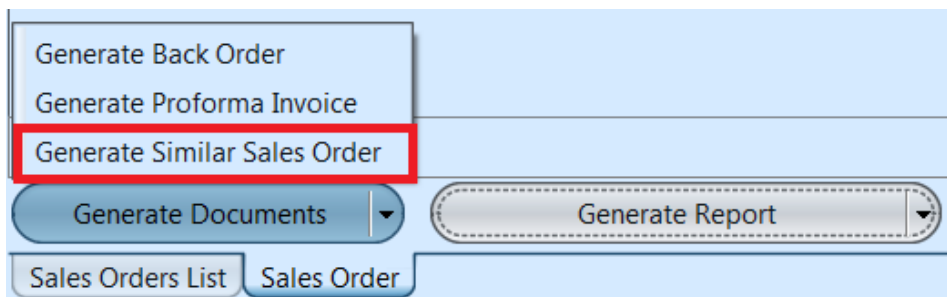 Generate Back Order
Generate Proforma Invoice
Generate Similar Sales Order
Generate Documents
Generate Report
Sales Orders List
Sales Order